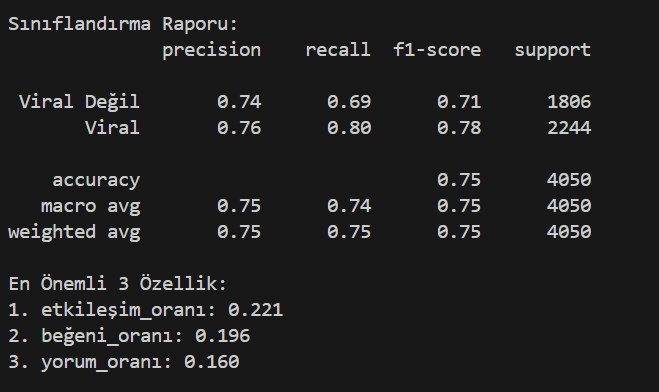 Sınıflandırma Raporu:
precision recall f1-score support
Viral Değil 0.74 0.69 0.71 1806
Viral 0.76 0.80 0.78 2244
accuracy 0.75 4050
macro avg 0.75 0.74 0.75 4050
weighted avg 0.75 0.75 0.75 4050
En Önemli 3 Özellik:
1. etkileşim_oranı: 0.221
2. beğeni_oranı: 0.196
3. yorum_oranı: 0.160